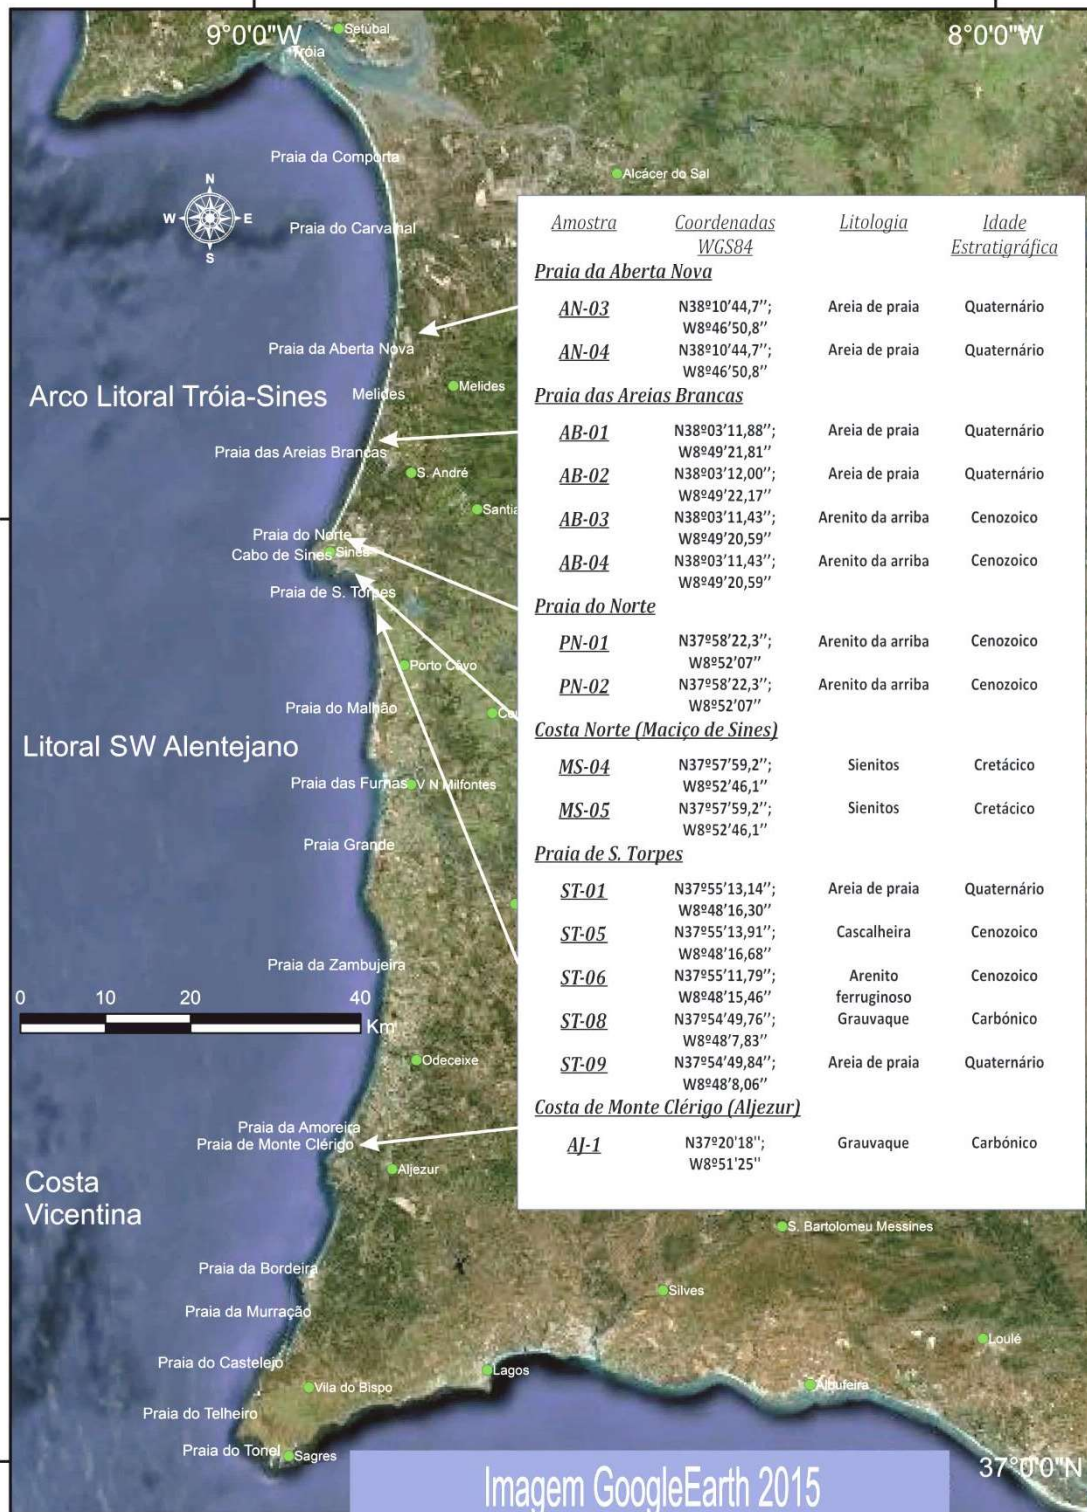 9°0'0"W
8°0'0"W
Setúbal
Tróia
Praia da Comporta
Alcácer do Sal
N
W E
S
Praia do Carvalhal
Praia da Aberta Nova
Arco Litoral Tróia-Sines
Melides
Melides
Praia das Areias Brancas
S. André
Praia do Norte
Cabo de Sines
Sines
Praia de S. Torpes
Porto Côvo
Praia do Malhão
Litoral SW Alentejano
Praia das Furnas
V N Milfontes
Praia Grande
Praia da Zambujeira
0 10 20 40
Km
Odeceixe
Praia da Amoreira
Praia de Monte Clérigo
Aljezur
Costa
Vicentina
Praia da Bordeira
Praia da Murração
Praia do Castelejo
Vila do Bispo
Praia do Telheiro
Praia do Tonel
Sagres
Lagos
Silves
S. Bartolomeu Messines
Loulé
Albufeira
37°0'0"N
Imagem GoogleEarth 2015
Amostra Coordenadas Litologia Idade
WGS84 Estratigráfica
Praia da Aberta Nova
AN-03 N38º10'44,7''; Areia de praia Quaternário
W8º46'50,8''
AN-04 N38º10'44,7''; Areia de praia Quaternário
W8º46'50,8''
Praia das Areias Brancas
AB-01 N38º03'11,88''; Areia de praia Quaternário
W8º49'21,81''
AB-02 N38º03'12,00''; Areia de praia Quaternário
W8º49'22,17''
AB-03 N38º03'11,43'' Arenito da arriba Cenozoico
W8º49'20,59''
AB-04 N38º03'11,43''; Arenito da arriba Cenozoico
W8º49'20,59''
Praia do Norte
PN-01 N37º58'22,3''; Arenito da arriba Cenozoico
W8º52'07''
PN-02 N37º58'22,3''; Arenito da arriba Cenozoico
W8º52'07''
Costa Norte (Maciço de Sines)
MS-04 N37º57'59,2''; Sienitos Cretácico
W8º52'46,1''
MS-05 N37º57'59,2''; Sienitos Cretácico
W8º52'46,1''
Praia de S. Torpes
ST-01 N37º55'13,14''; Areia de praia Quaternário
W8º48'16,30''
ST-05 N37º55'13,91''; Cascalheira Cenozoico
W8º48'16,68''
ST-06 N37º55'11,79''; Arenito Cenozoico
W8º48'15,46'' ferruginoso
ST-08 N37º54'49,76''; Grauvaque Carbónico
W8º48'7,83''
ST-09 N37º54'49,84''; Areia de praia Quaternário
W8º48'8,06''
Costa de Monte Clérigo (Aljezur)
AJ-1 N37º20'18''; Grauvaque Carbónico
W8º51'25''